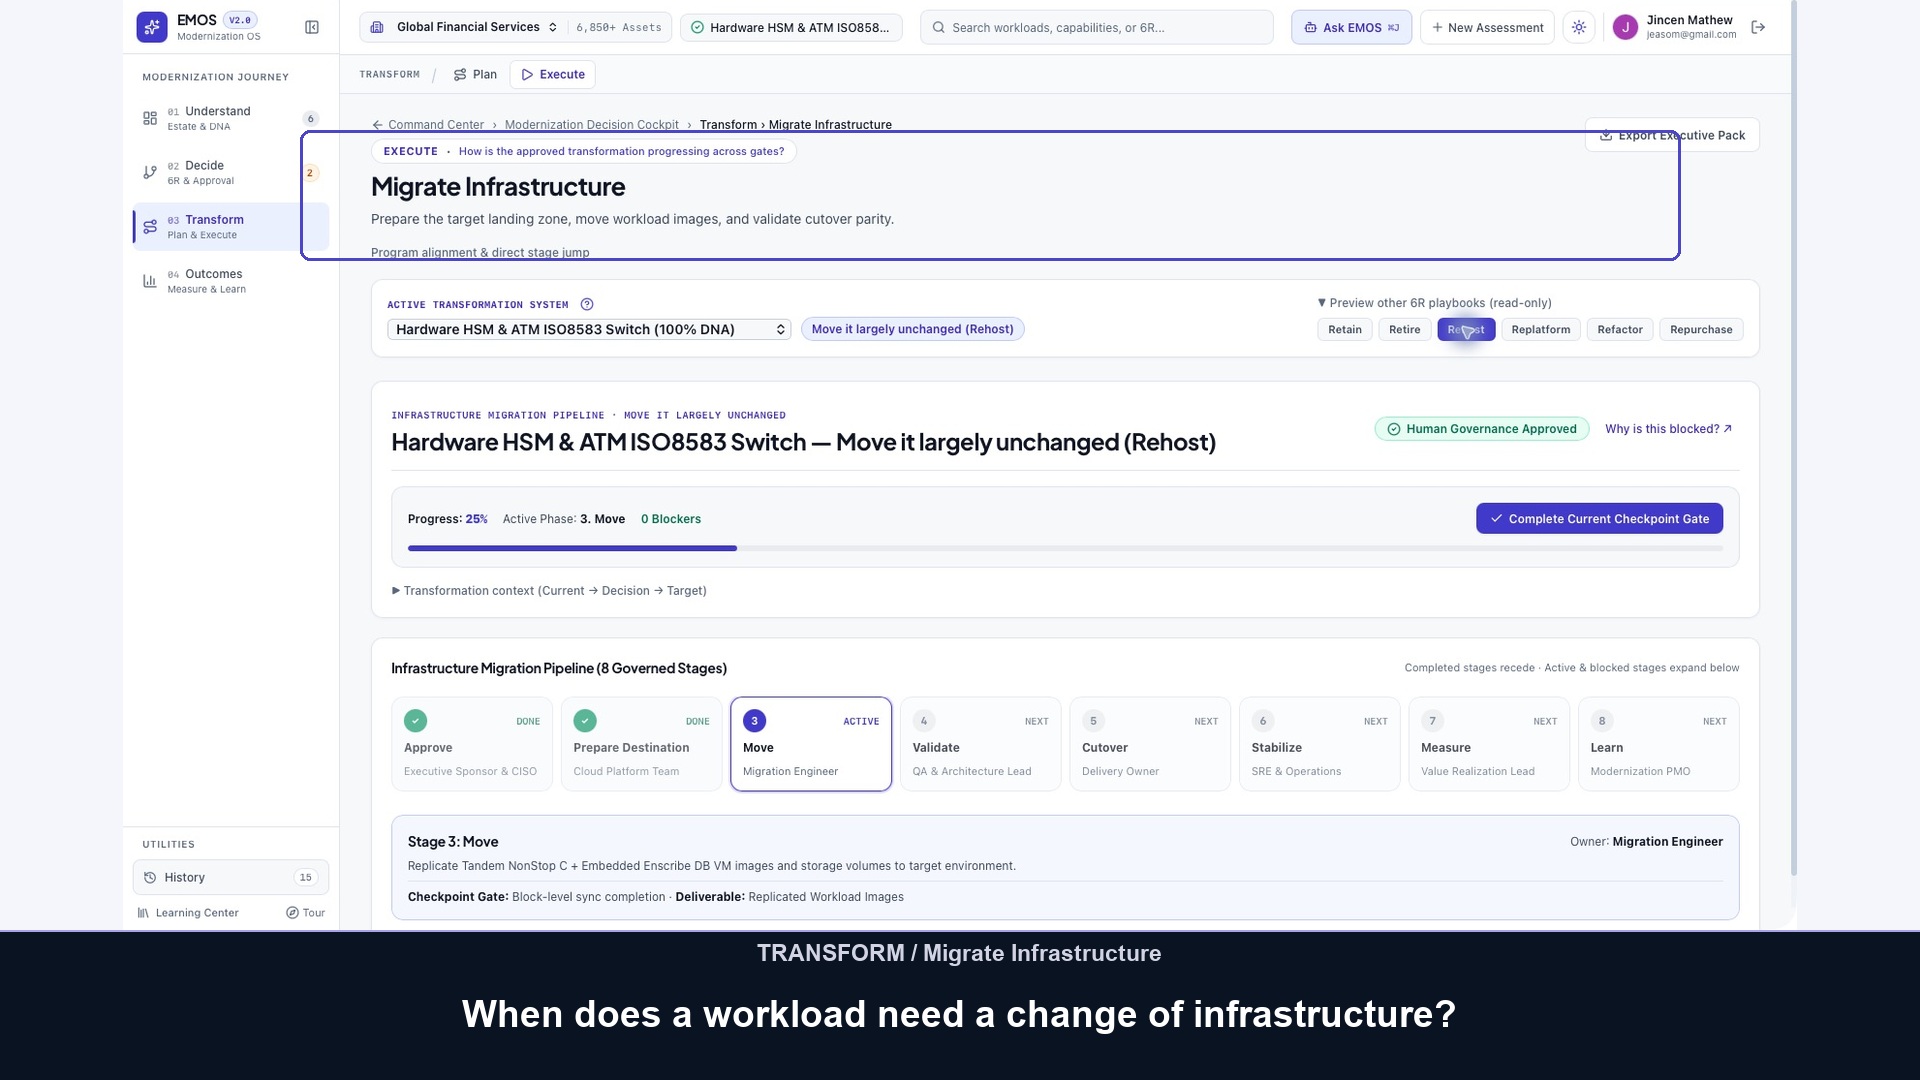 EMOS V2.0
Modernization OS
Global Financial Services 6,850+ Assets
Hardware HSM & ATM ISO858...
Search workloads, capabilities, or 6R...
Ask EMOS ⌘J
New Assessment
J
Jincen Mathew
jeasom@gmail.com
MODERNIZATION JOURNEY
01 Understand
Estate & DNA
6
02 Decide
6R & Approval
2
03 Transform
Plan & Execute
04 Outcomes
Measure & Learn
UTILITIES
History 15
Learning Center
Tour
TRANSFORM / Plan Execute
← Command Center › Modernization Decision Cockpit › Transform › Migrate Infrastructure
Export Executive Pack
EXECUTE · How is the approved transformation progressing across gates?
Migrate Infrastructure
Prepare the target landing zone, move workload images, and validate cutover parity.
Program alignment & direct stage jump
ACTIVE TRANSFORMATION SYSTEM ?
Hardware HSM & ATM ISO8583 Switch (100% DNA)
Move it largely unchanged (Rehost)
▼ Preview other 6R playbooks (read-only)
Retain Retire Rehost Replatform Refactor Repurchase
INFRASTRUCTURE MIGRATION PIPELINE · MOVE IT LARGELY UNCHANGED
Hardware HSM & ATM ISO8583 Switch — Move it largely unchanged (Rehost)
Human Governance Approved
Why is this blocked? ↗
Progress: 25% Active Phase: 3. Move 0 Blockers
Complete Current Checkpoint Gate
▶ Transformation context (Current → Decision → Target)
Infrastructure Migration Pipeline (8 Governed Stages)
Completed stages recede · Active & blocked stages expand below
DONE
Approve
Executive Sponsor & CISO
DONE
Prepare Destination
Cloud Platform Team
3 ACTIVE
Move
Migration Engineer
4 NEXT
Validate
QA & Architecture Lead
5 NEXT
Cutover
Delivery Owner
6 NEXT
Stabilize
SRE & Operations
7 NEXT
Measure
Value Realization Lead
8 NEXT
Learn
Modernization PMO
Stage 3: Move
Owner: Migration Engineer
Replicate Tandem NonStop C + Embedded Enscribe DB VM images and storage volumes to target environment.
Checkpoint Gate: Block-level sync completion · Deliverable: Replicated Workload Images
TRANSFORM / Migrate Infrastructure
When does a workload need a change of infrastructure?